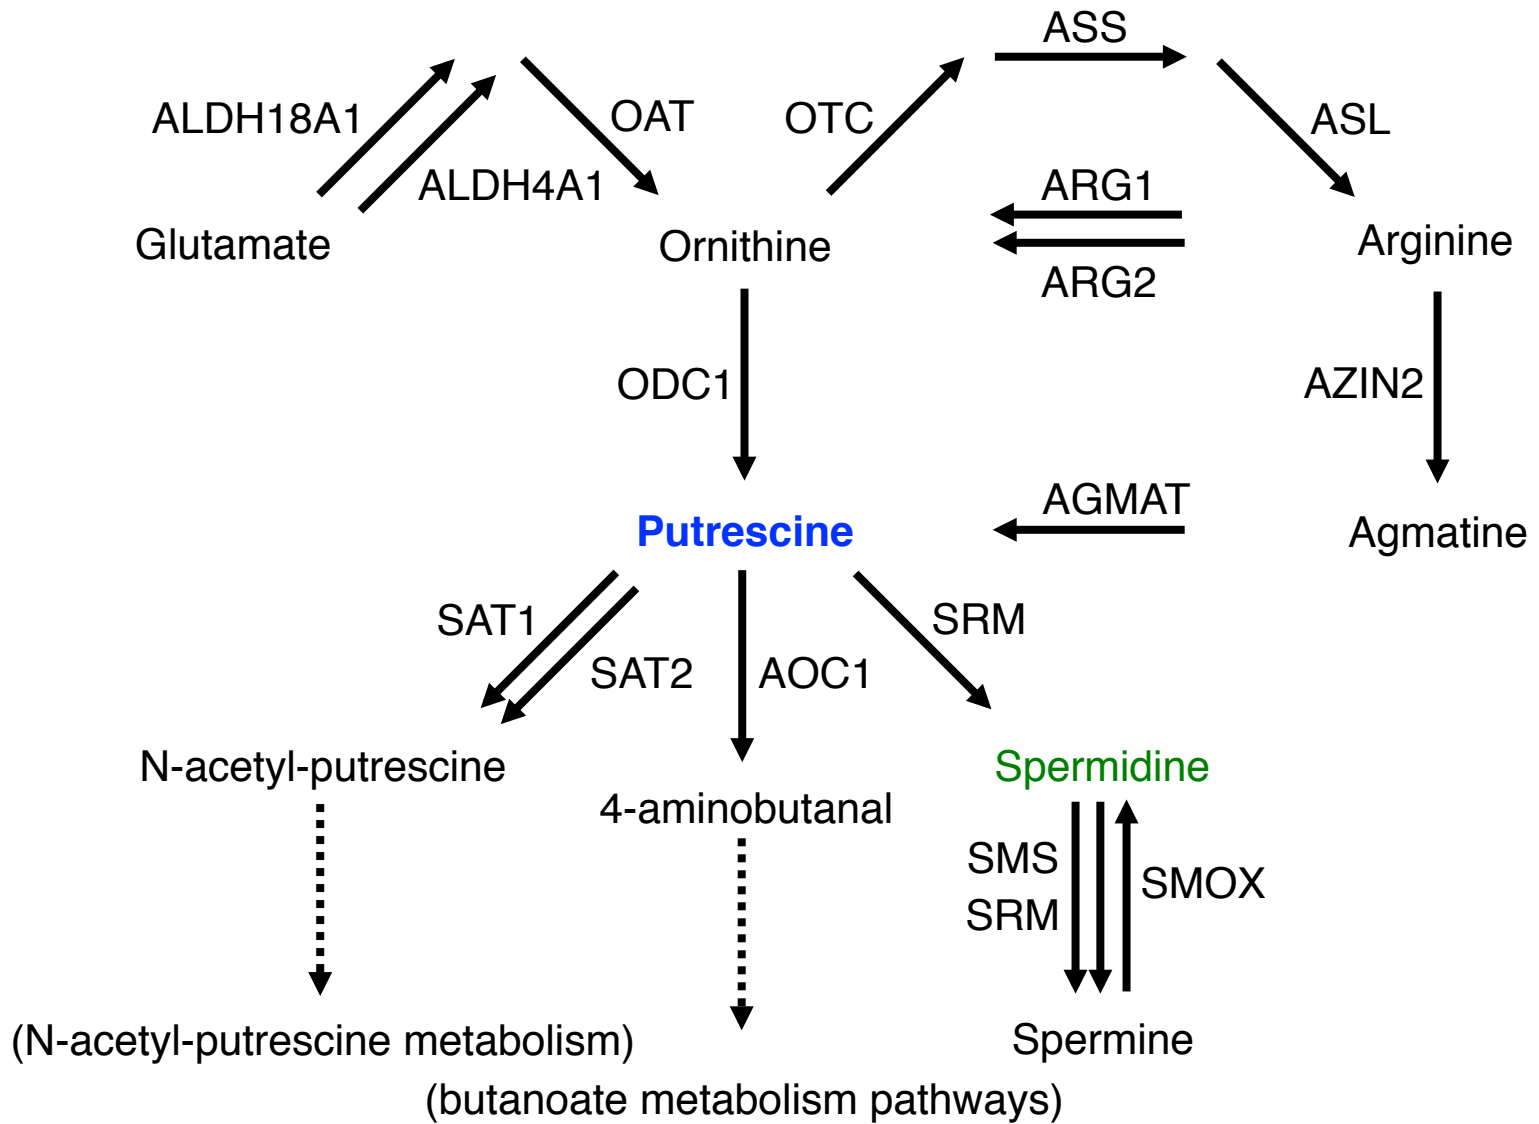 ASS
ALDH18A1
OAT
OTC
ASL
ALDH4A1
ARG1
Glutamate
Ornithine
Arginine
ARG2
ODC1
AZIN2
AGMAT
Putrescine
Agmatine
SAT1
SRM
SAT2
AOC1
N-acetyl-putrescine
Spermidine
4-aminobutanal
SMS
SMOX
SRM
(N-acetyl-putrescine metabolism)
Spermine
(butanoate metabolism pathways)